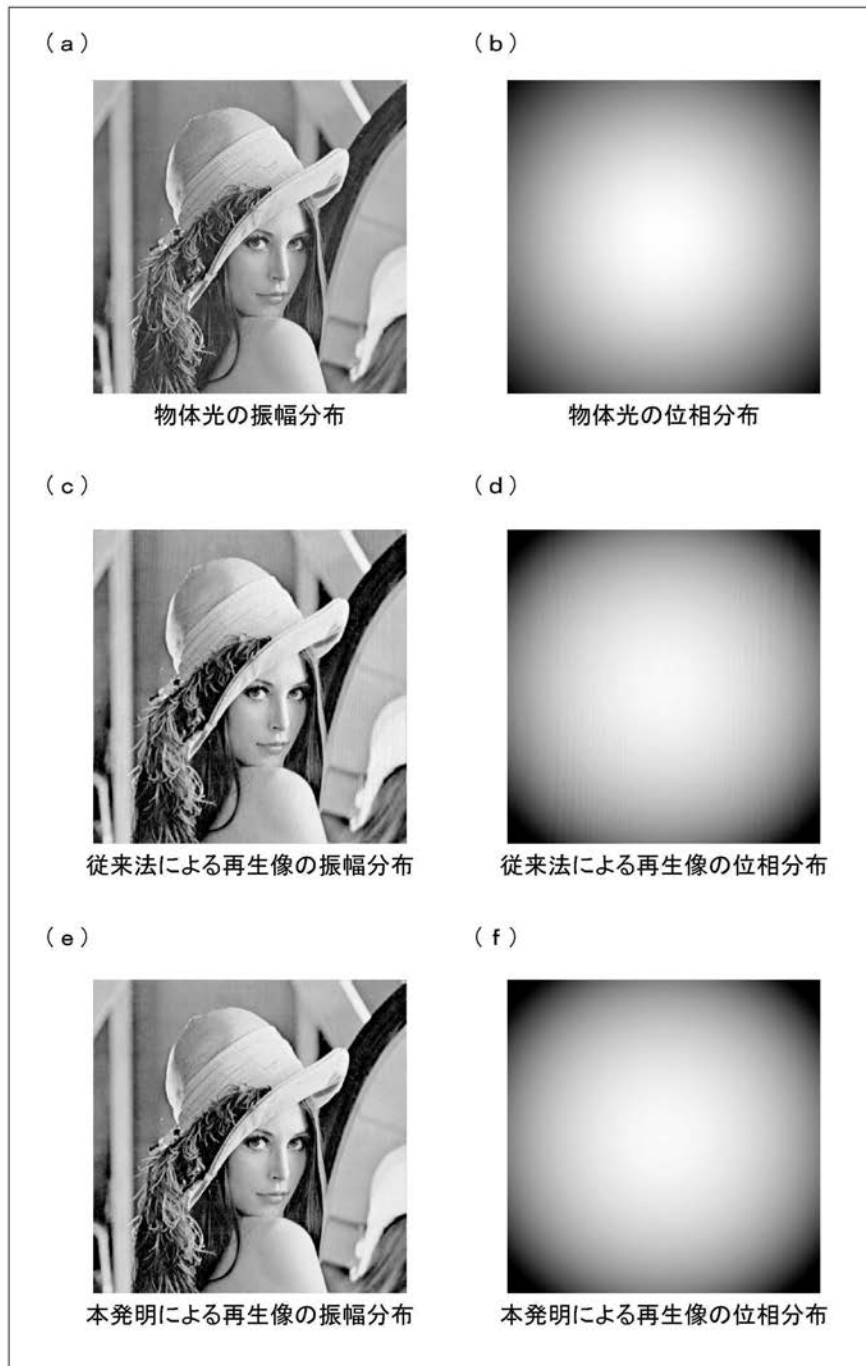 (a)
(b)
物体光の振幅分布
物体光の位相分布
(c)
(d)
従来法による再生像の振幅分布
従来法による再生像の位相分布
(e)
(f)
本発明による再生像の振幅分布
本発明による再生像の位相分布